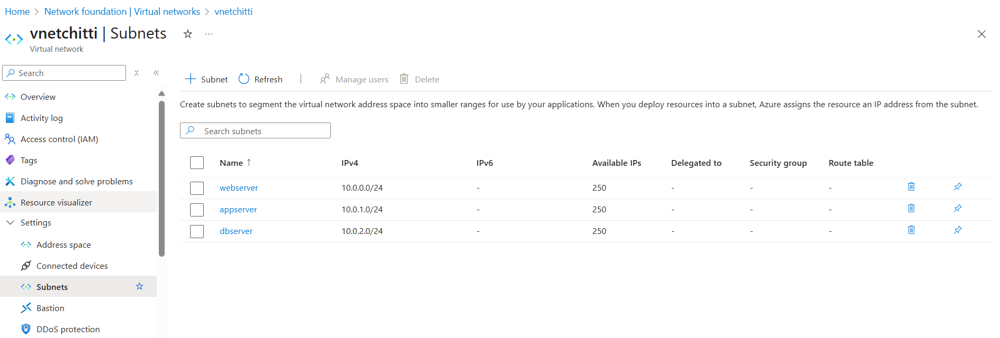 Home > Network foundation | Virtual networks > vnetchitti
vnetchitti | Subnets ☆ ...
Virtual network
Search
+ Subnet Refresh | Manage users Delete
Overview
Activity log
Access control (IAM)
Tags
Diagnose and solve problems
Resource visualizer
Settings
Address space
Connected devices
Subnets
Bastion
DDoS protection
Create subnets to segment the virtual network address space into smaller ranges for use by your applications. When you deploy resources into a subnet, Azure assigns the resource an IP address from the subnet.
Search subnets
Name ↑ IPv4 IPv6 Available IPs Delegated to Security group Route table
webserver 10.0.0.0/24 - 250 - - -
appserver 10.0.1.0/24 - 250 - - -
dbserver 10.0.2.0/24 - 250 - - -